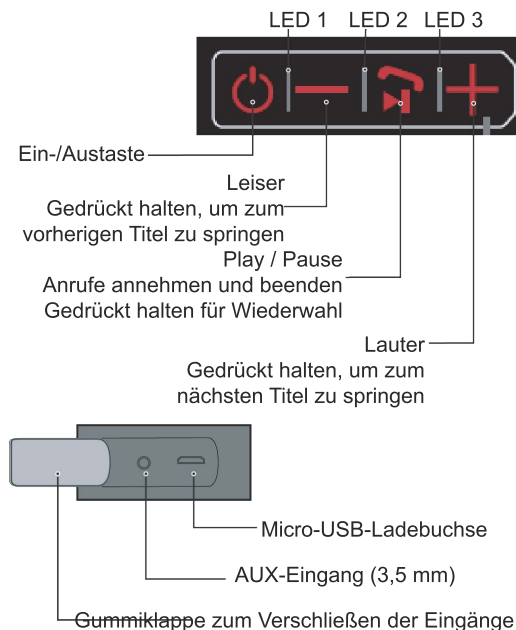 LED 1 LED 2 LED 3
Ein-/Austaste
Leiser
Gedrückt halten, um zum
vorherigen Titel zu springen
Play / Pause
Anrufe annehmen und beenden
Gedrückt halten für Wiederwahl
Lauter
Gedrückt halten, um zum
nächsten Titel zu springen
Micro-USB-Ladebuchse
AUX-Eingang (3,5 mm)
Gummiklappe zum Verschließen der Eingänge